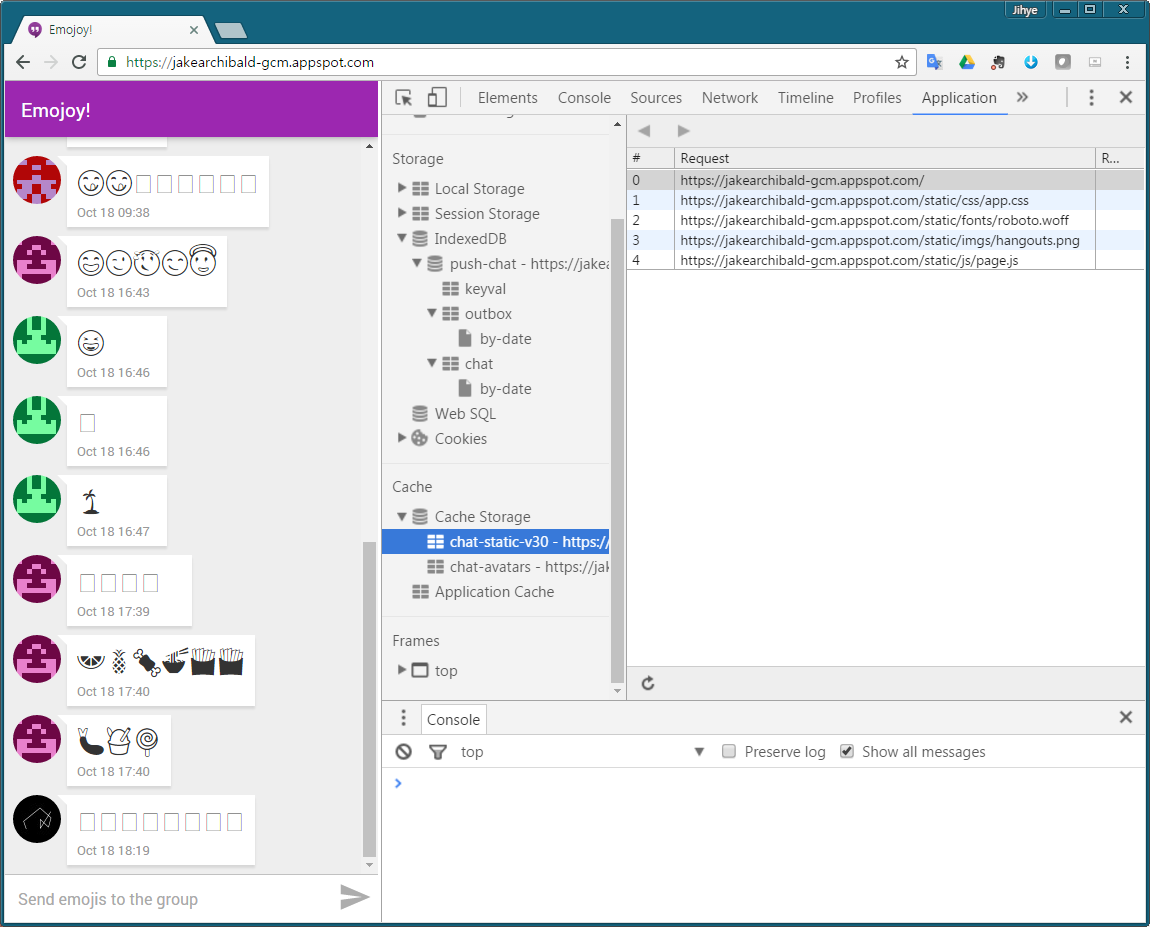 Jihye
Emojoy!
https://jakearchibald-gcm.appspot.com
Emojoy!
Oct 18 09:38
Oct 18 16:43
Oct 18 16:46
Oct 18 16:46
Oct 18 16:47
Oct 18 17:39
Oct 18 17:40
Oct 18 17:40
Oct 18 18:19
Send emojis to the group
Elements Console Sources Network Timeline Profiles Application »
Storage
Local Storage
Session Storage
IndexedDB
push-chat - https://jakea
keyval
outbox
by-date
chat
by-date
Web SQL
Cookies
Cache
Cache Storage
chat-static-v30 - https://
chat-avatars - https://jak
Application Cache
Frames
top
# Request R...
0 https://jakearchibald-gcm.appspot.com/
1 https://jakearchibald-gcm.appspot.com/static/css/app.css
2 https://jakearchibald-gcm.appspot.com/static/fonts/roboto.woff
3 https://jakearchibald-gcm.appspot.com/static/imgs/hangouts.png
4 https://jakearchibald-gcm.appspot.com/static/js/page.js
Console
top Preserve log Show all messages